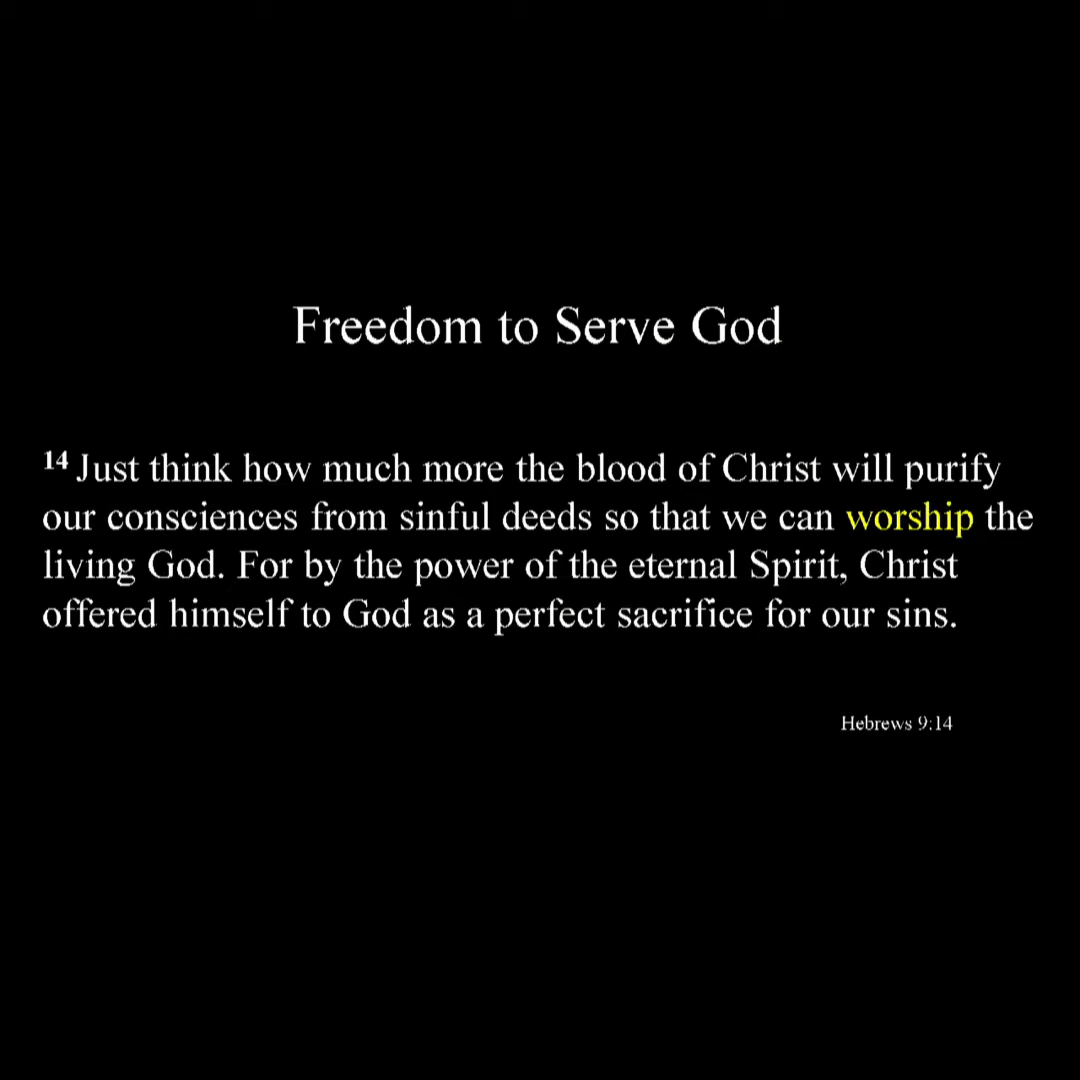 Freedom to Serve God
14 Just think how much more the blood of Christ will purify
our consciences from sinful deeds so that we can worship the
living God. For by the power of the eternal Spirit, Christ
offered himself to God as a perfect sacrifice for our sins.
Hebrews 9:14